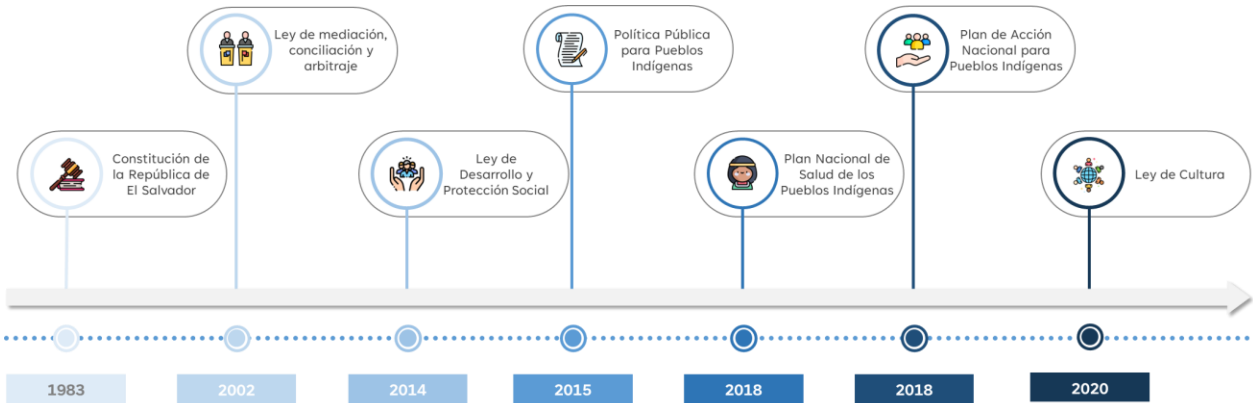 Ley de mediación,
conciliación y
arbitraje
Política Pública
para Pueblos
Indígenas
Plan de Acción
Nacional para
Pueblos Indígenas
Constitución de
la República de
El Salvador
Ley de
Desarrollo y
Protección Social
Plan Nacional de
Salud de los
Pueblos Indígenas
Ley de Cultura
1983
2002
2014
2015
2018
2018
2020